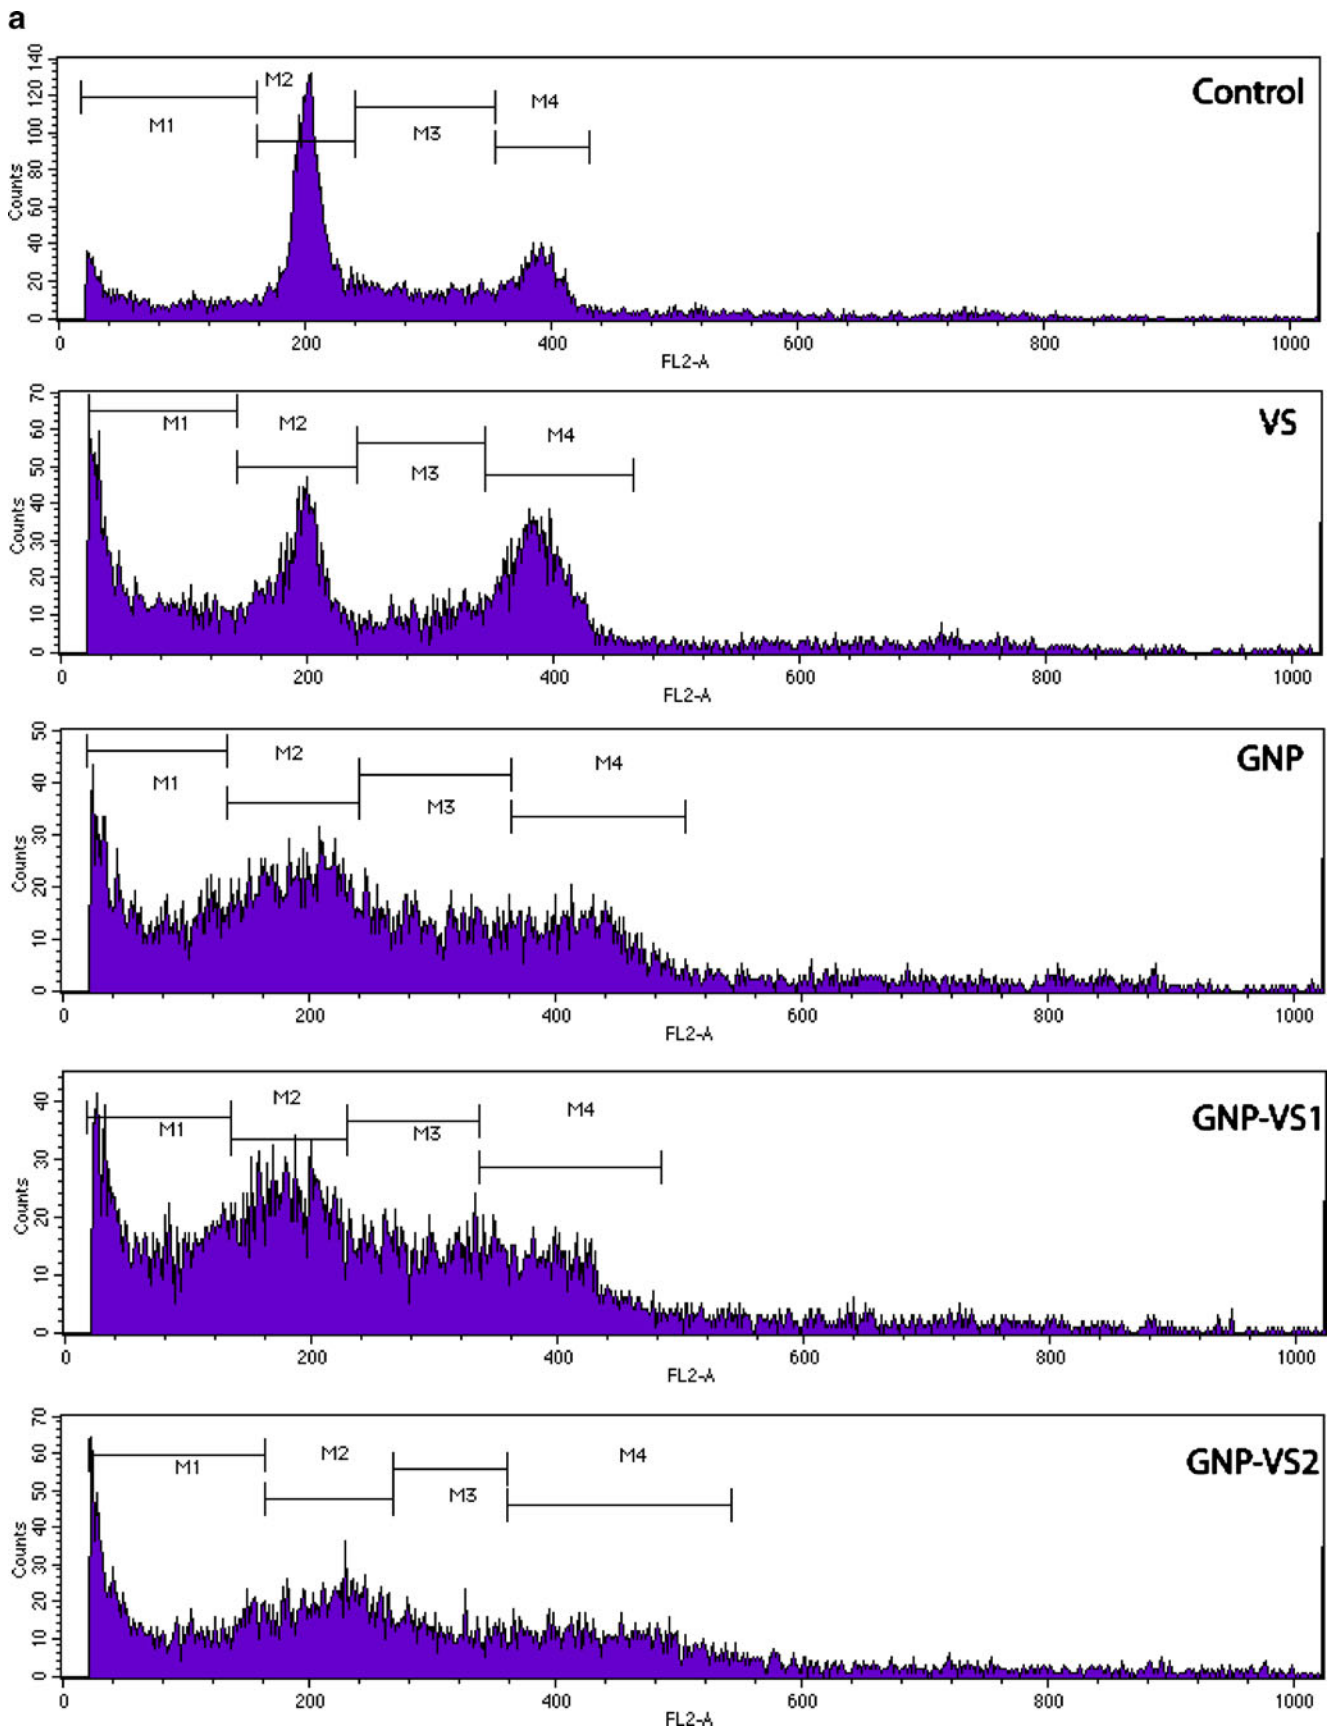 a
Control
M1 M2 M3 M4
Counts
0 20 40 60 80 100 120 140
0 200 400 600 800 1000
FL2-A
VS
M1 M2 M3 M4
Counts
0 10 20 30 40 50 60 70
0 200 400 600 800 1000
FL2-A
GNP
M1 M2 M3 M4
Counts
0 10 20 30 40 50
0 200 400 600 800 1000
FL2-A
GNP-VS1
M1 M2 M3 M4
Counts
0 10 20 30 40
0 200 400 600 800 1000
FL2-A
GNP-VS2
M1 M2 M3 M4
Counts
0 10 20 30 40 50 60 70
0 200 400 600 800 1000
FL2-A